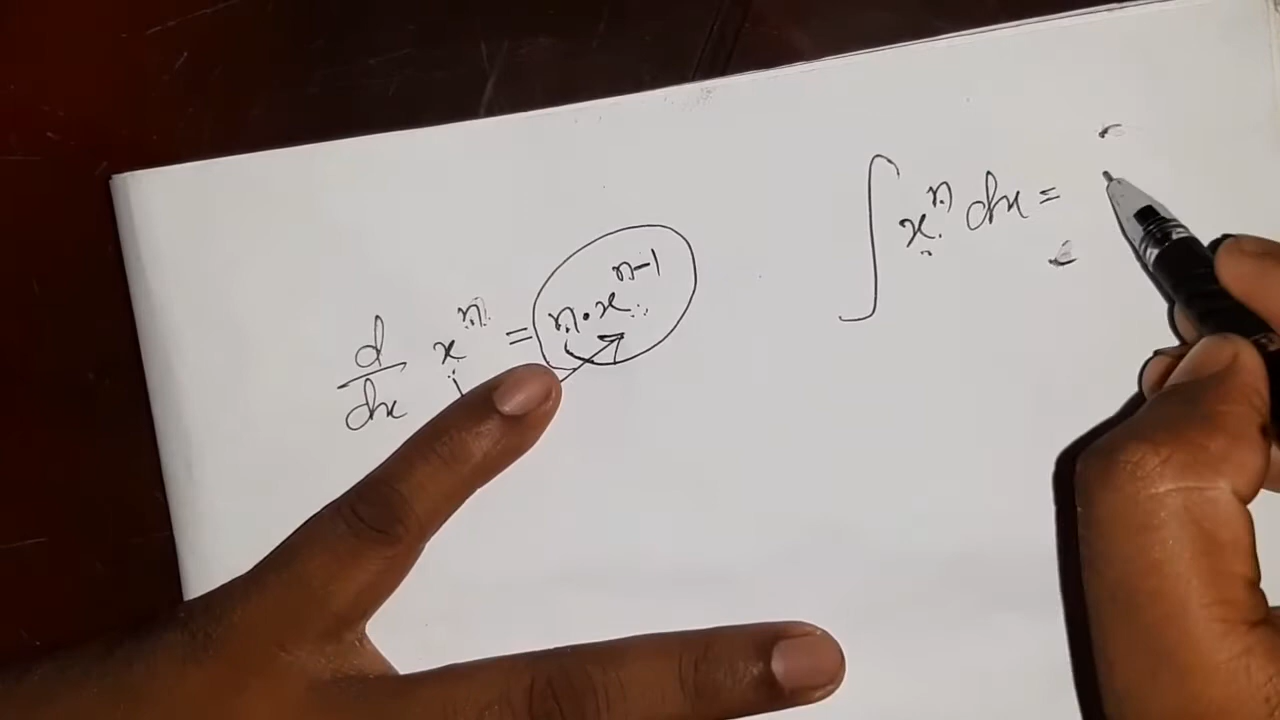 d/dx x^n = n·x^{n-1}
∫ x^n dx =